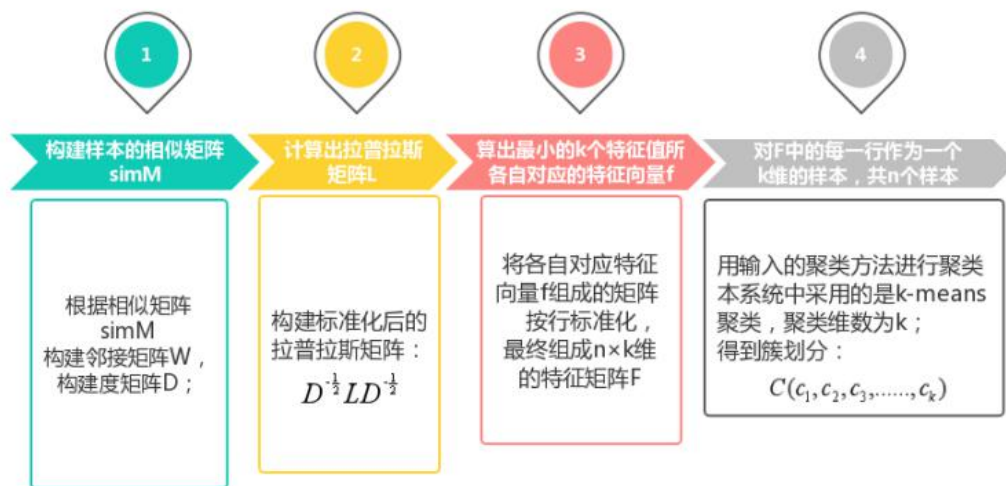 1
构建样本的相似矩阵
simM
根据相似矩阵
simM
构建邻接矩阵W，
构建度矩阵D；
2
计算出拉普拉斯
矩阵L
构建标准化后的
拉普拉斯矩阵：
D^{-\frac{1}{2}} L D^{-\frac{1}{2}}
3
算出最小的k个特征值所
各自对应的特征向量f
将各自对应特征
向量f组成的矩阵
按行标准化，
最终组成n×k维
的特征矩阵F
4
对F中的每一行作为一个
k维的样本，共n个样本
用输入的聚类方法进行聚类
本系统中采用的是k-means
聚类，聚类维数为k；
得到簇划分：
C(c₁,c₂,c₃,......,cₖ)